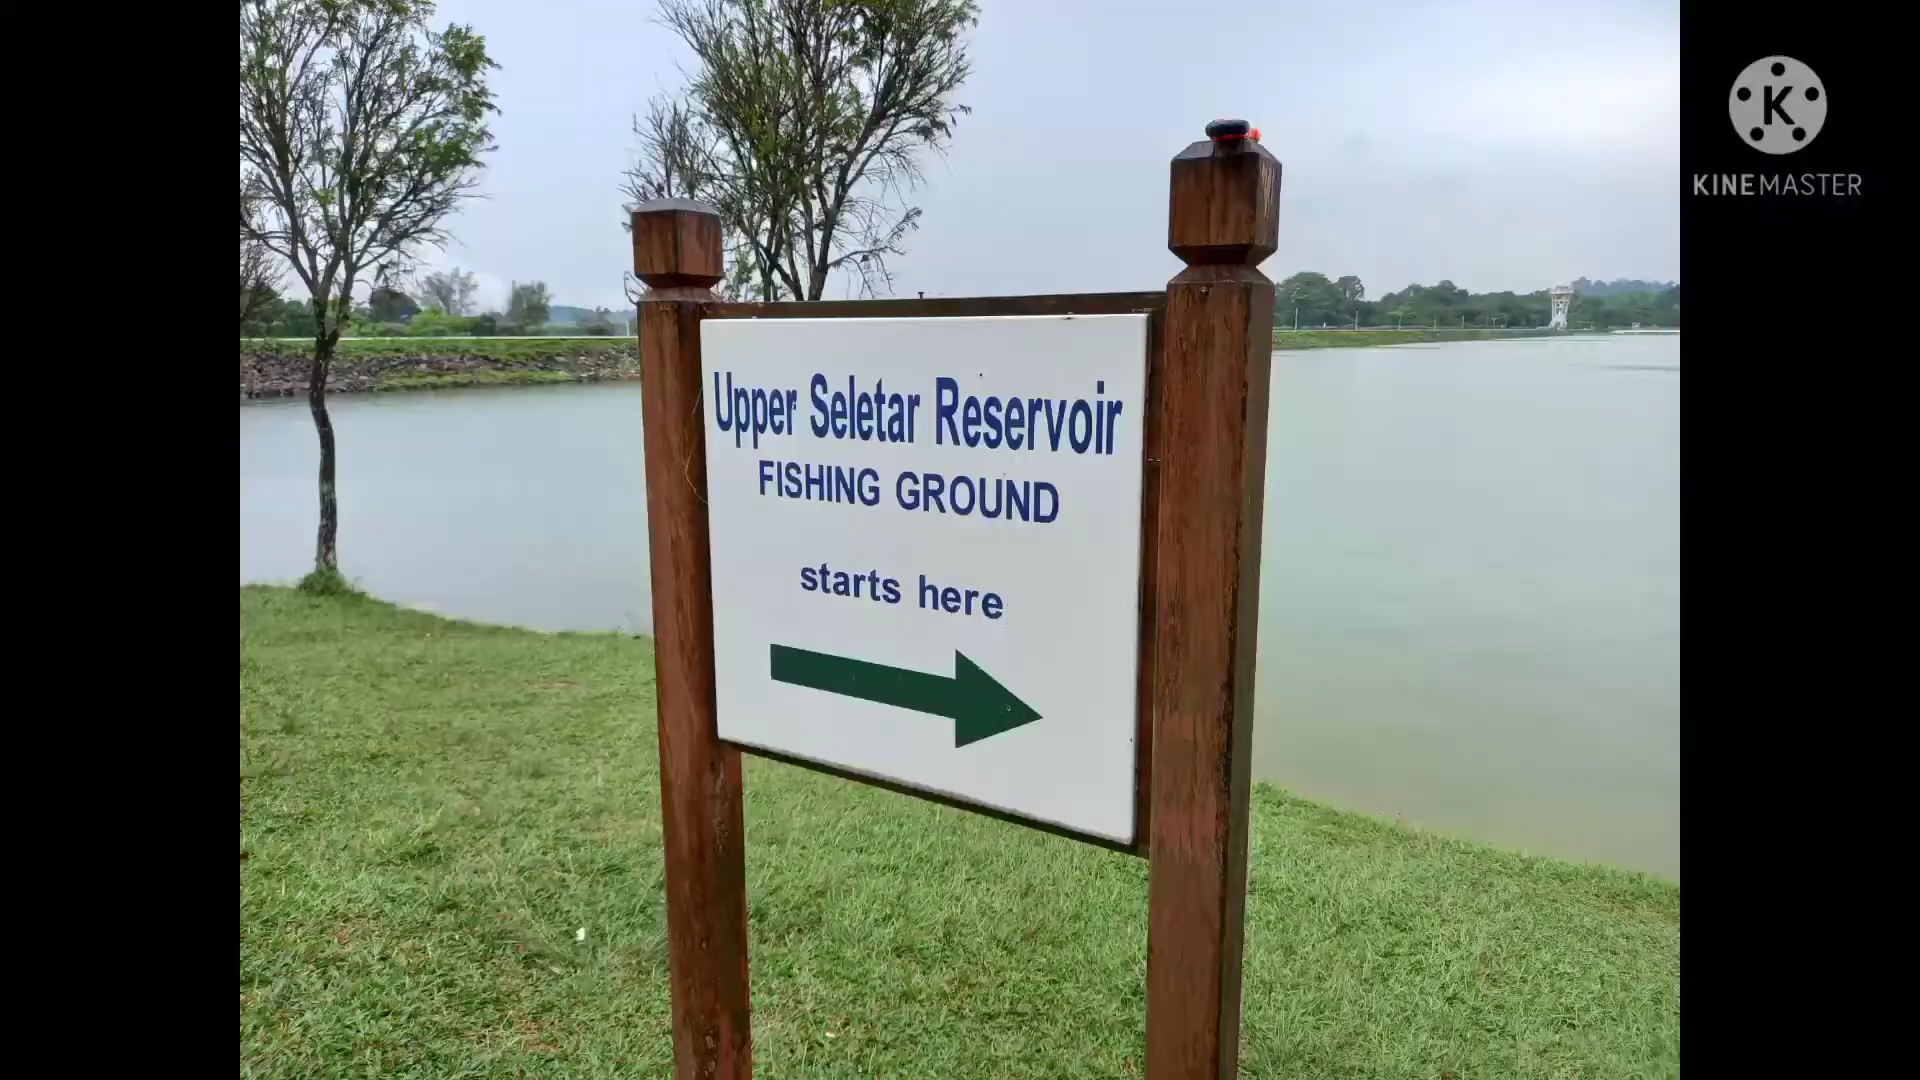 Upper Seletar Reservoir
FISHING GROUND
starts here
K
KINEMASTER